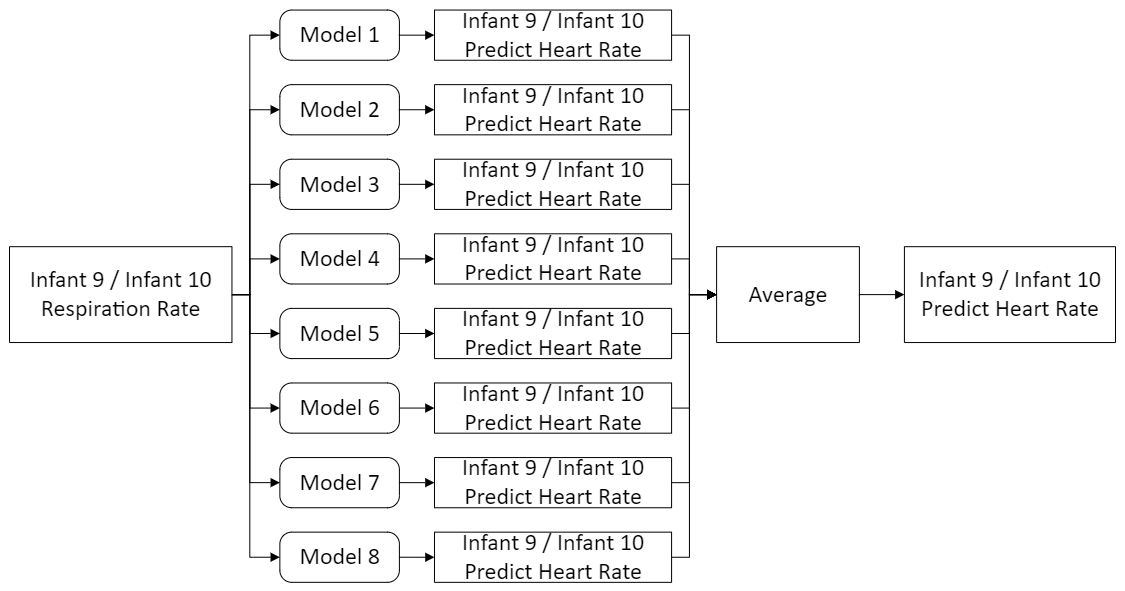 Infant 9 / Infant 10
Respiration Rate
Model 1
Infant 9 / Infant 10
Predict Heart Rate
Model 2
Infant 9 / Infant 10
Predict Heart Rate
Model 3
Infant 9 / Infant 10
Predict Heart Rate
Model 4
Infant 9 / Infant 10
Predict Heart Rate
Model 5
Infant 9 / Infant 10
Predict Heart Rate
Model 6
Infant 9 / Infant 10
Predict Heart Rate
Model 7
Infant 9 / Infant 10
Predict Heart Rate
Model 8
Infant 9 / Infant 10
Predict Heart Rate
Average
Infant 9 / Infant 10
Predict Heart Rate